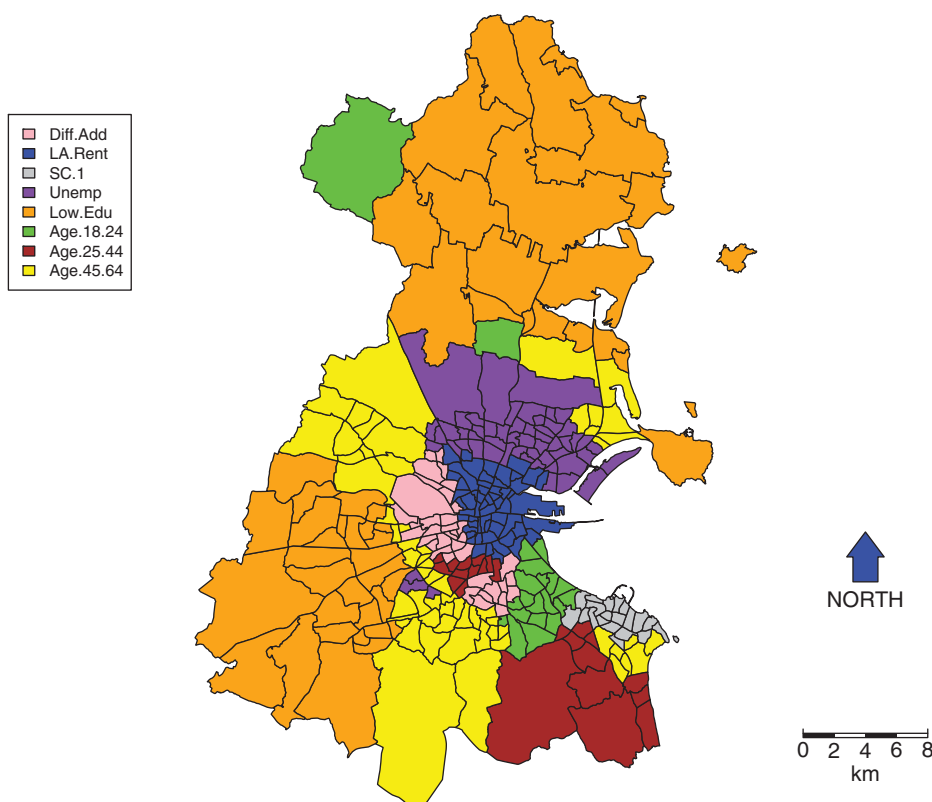 Diff.Add
LA.Rent
SC.1
Unemp
Low.Edu
Age.18.24
Age.25.44
Age.45.64
NORTH
0 2 4 6 8
km